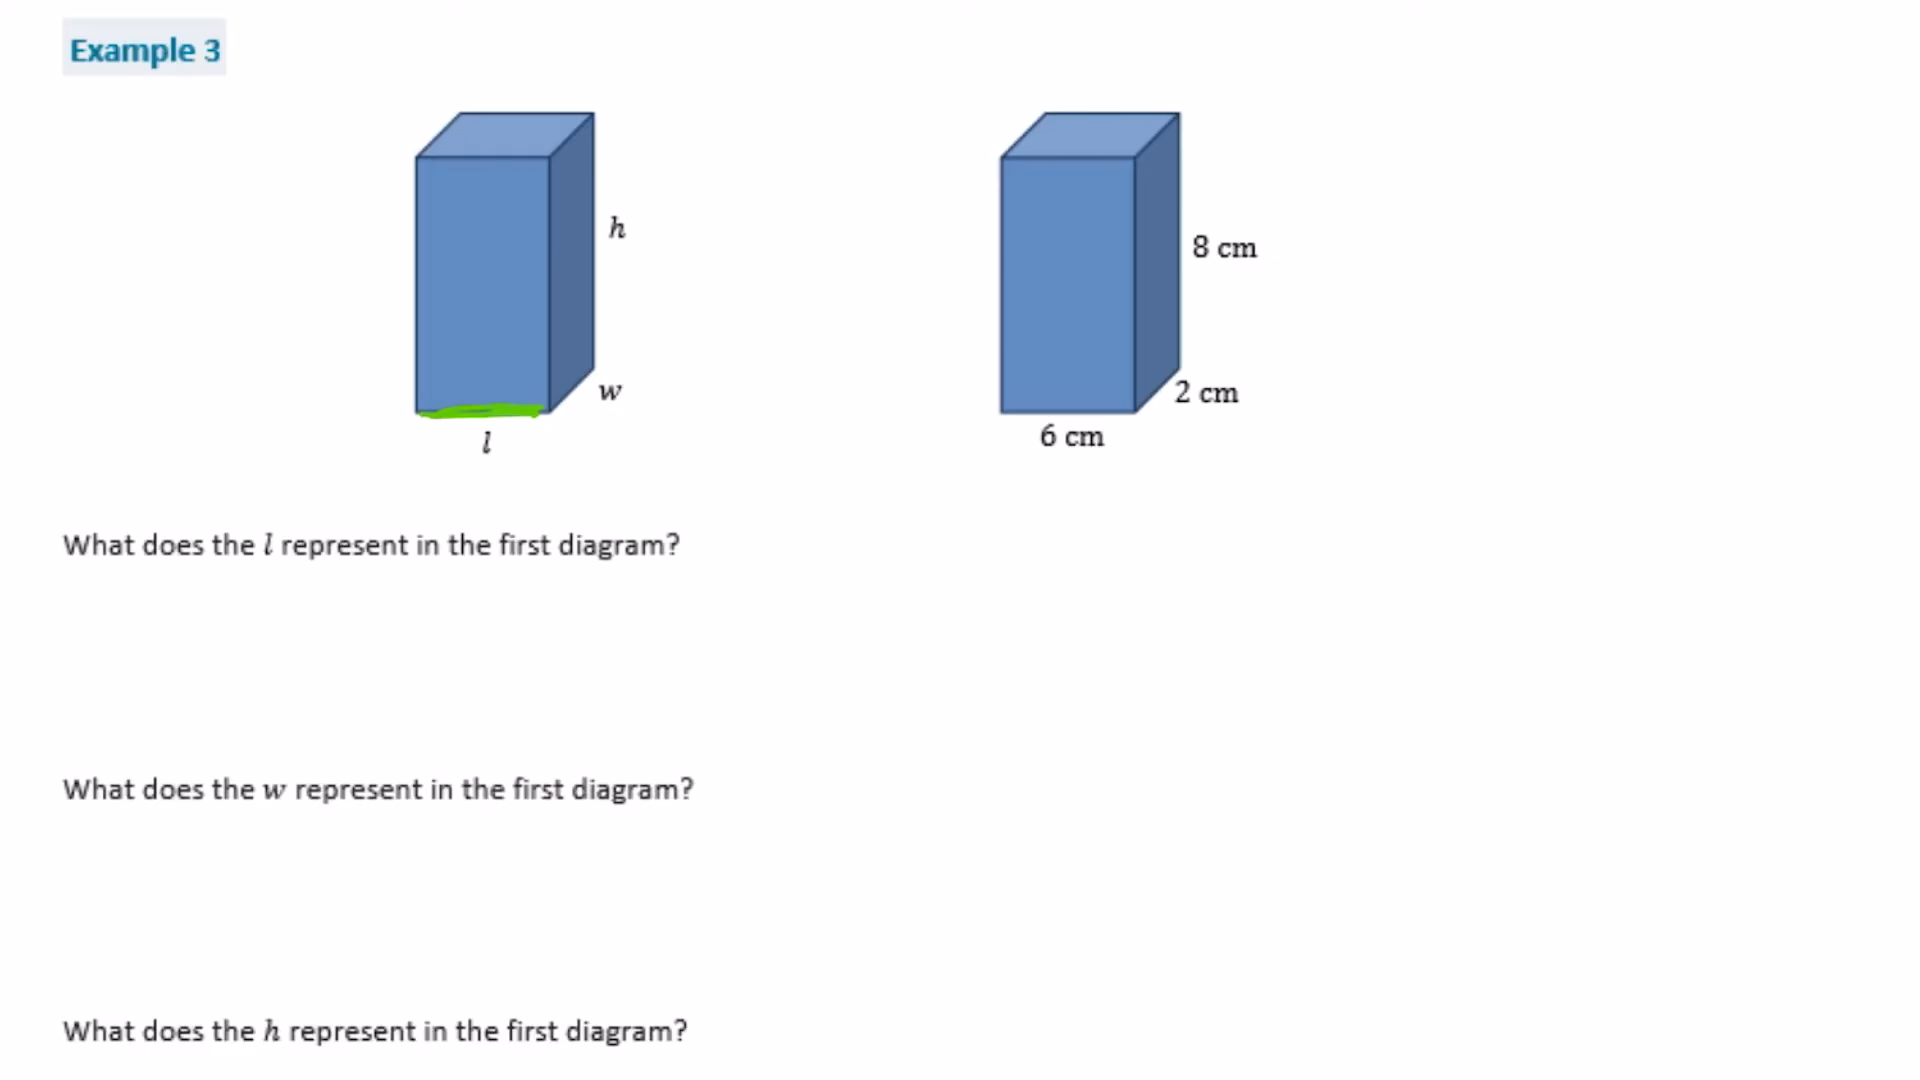 Example 3
h
w
l
8 cm
2 cm
6 cm
What does the l represent in the first diagram?
What does the w represent in the first diagram?
What does the h represent in the first diagram?